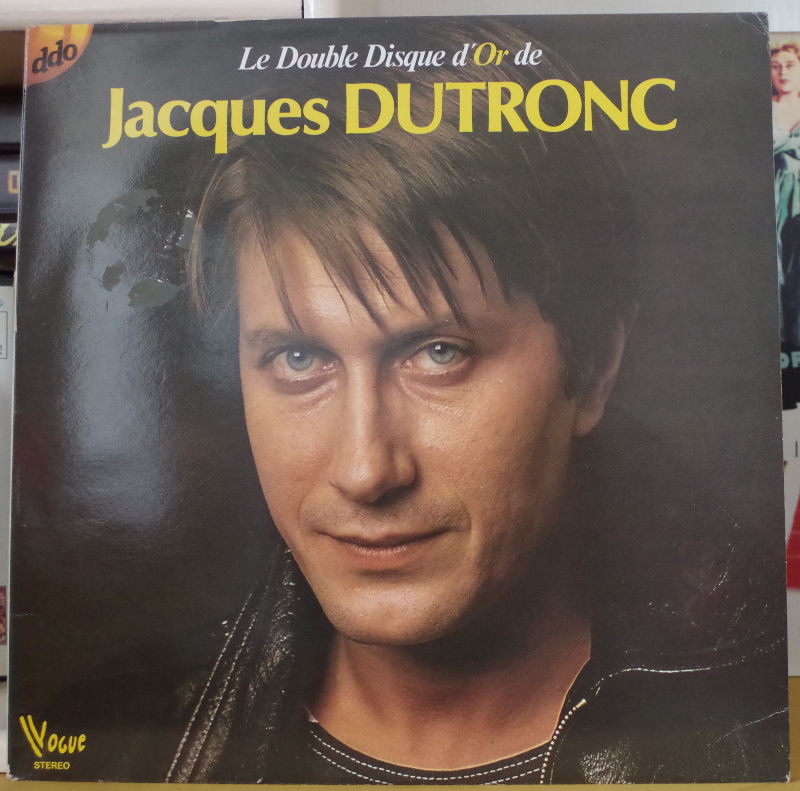 ddo
Le Double Disque d'Or de
Jacques DUTRONC
VOGUE
STEREO